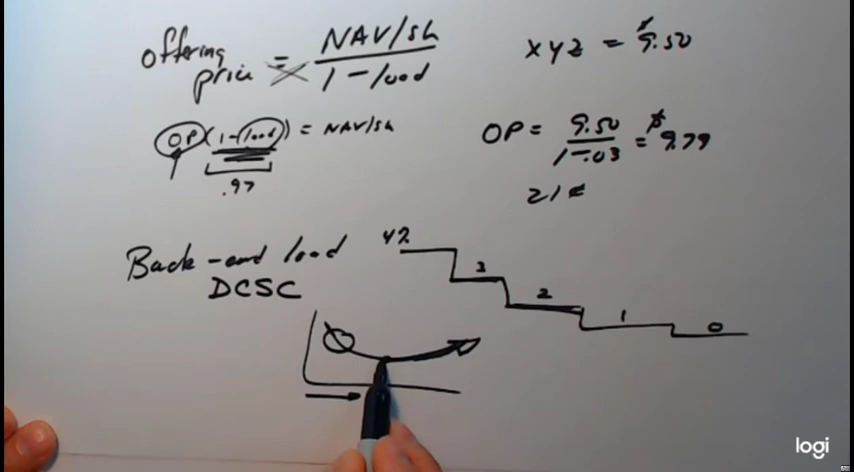 offering price = NAV/sh / 1 - load
XYZ = $9.50
OP (1-load) = NAV/sh
.97
OP = 9.50 / 1-.03 = $9.79
21¢
Back-end load
DCSC
4%
3
2
1
0
logi